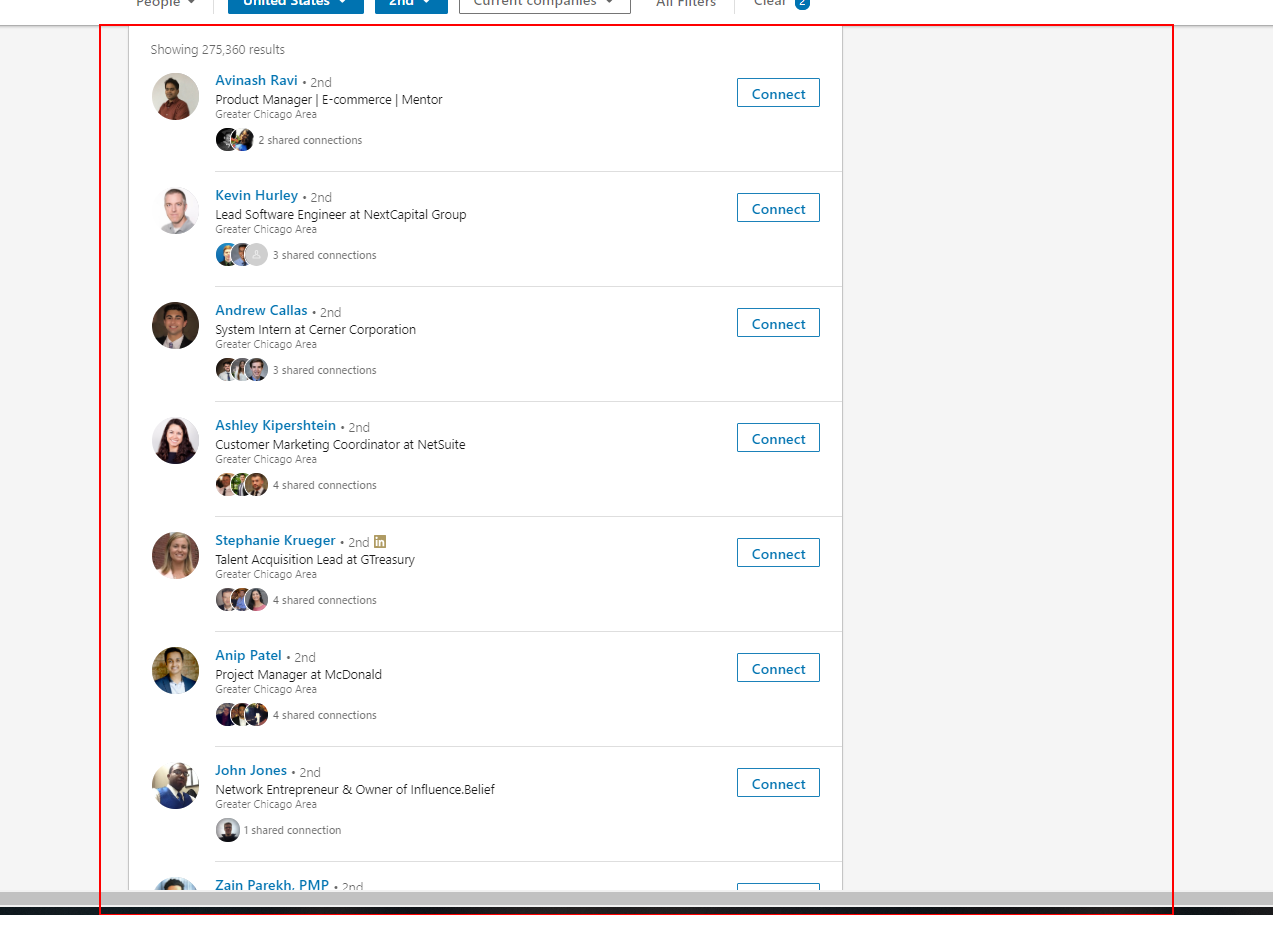 People
United States
2nd
Current companies
All Filters
Clear 2
Showing 275,360 results
Avinash Ravi • 2nd
Connect
Product Manager | E-commerce | Mentor
Greater Chicago Area
2 shared connections
Kevin Hurley • 2nd
Connect
Lead Software Engineer at NextCapital Group
Greater Chicago Area
3 shared connections
Andrew Callas • 2nd
Connect
System Intern at Cerner Corporation
Greater Chicago Area
3 shared connections
Ashley Kipershtein • 2nd
Connect
Customer Marketing Coordinator at NetSuite
Greater Chicago Area
4 shared connections
Stephanie Krueger • 2nd in
Connect
Talent Acquisition Lead at GTreasury
Greater Chicago Area
4 shared connections
Anip Patel • 2nd
Connect
Project Manager at McDonald
Greater Chicago Area
4 shared connections
John Jones • 2nd
Connect
Network Entrepreneur & Owner of Influence.Belief
Greater Chicago Area
1 shared connection
Zain Parekh, PMP • 2nd